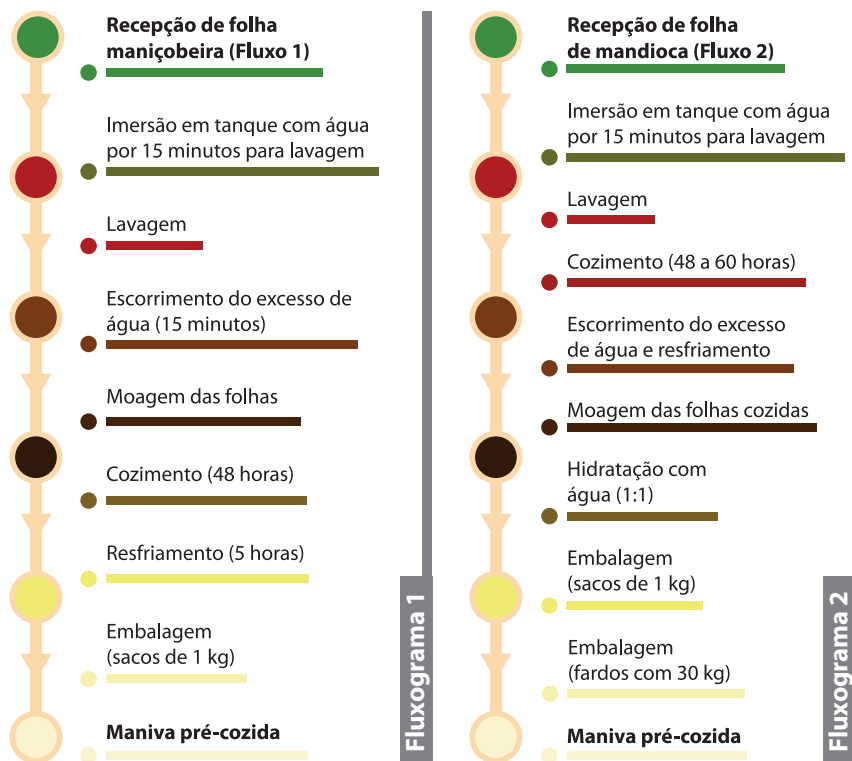 Recepção de folha
maniçobeira (Fluxo 1)
Imersão em tanque com água
por 15 minutos para lavagem
Lavagem
Escorrimento do excesso de
água (15 minutos)
Moagem das folhas
Cozimento (48 horas)
Resfriamento (5 horas)
Embalagem
(sacos de 1 kg)
Maniva pré-cozida
Fluxograma 1
Recepção de folha
de mandioca (Fluxo 2)
Imersão em tanque com água
por 15 minutos para lavagem
Lavagem
Cozimento (48 a 60 horas)
Escorrimento do excesso
de água e resfriamento
Moagem das folhas cozidas
Hidratação com
água (1:1)
Embalagem
(sacos de 1 kg)
Embalagem
(fardos com 30 kg)
Maniva pré-cozida
Fluxograma 2